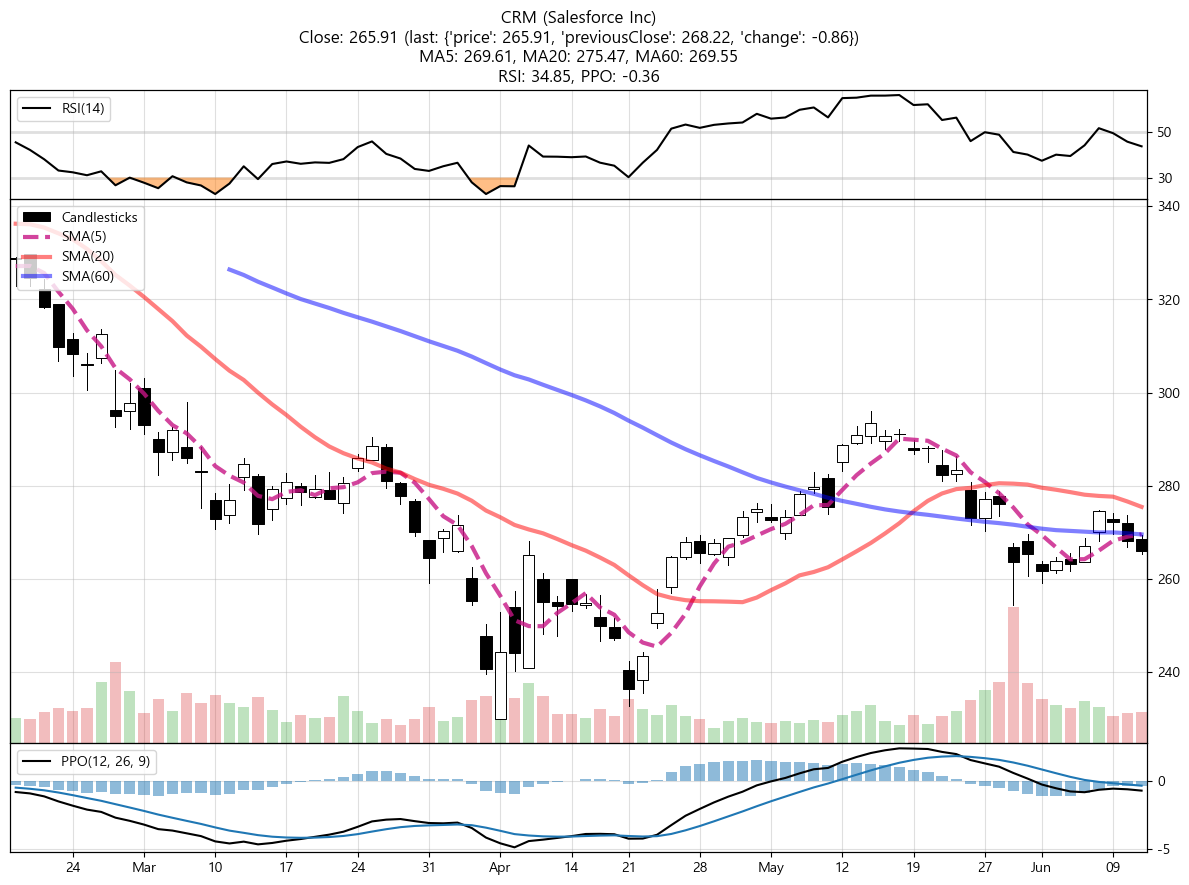 CRM (Salesforce Inc)
Close: 265.91 (last: {'price': 265.91, 'previousClose': 268.22, 'change': -0.86})
MA5: 269.61, MA20: 275.47, MA60: 269.55
RSI: 34.85, PPO: -0.36
RSI(14)
50
30
Candlesticks
SMA(5)
SMA(20)
SMA(60)
340
320
300
280
260
240
PPO(12, 26, 9)
0
-5
24 Mar 10 17 24 31 Apr 14 21 28 May 12 19 27 Jun 09